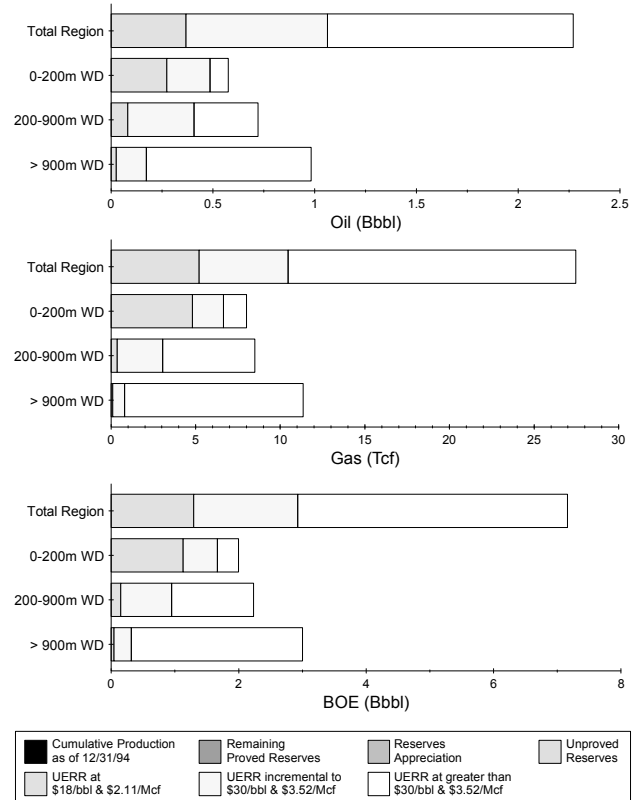 Total Region
0-200m WD
200-900m WD
> 900m WD
0 0.5 1 1.5 2 2.5
Oil (Bbbl)
Total Region
0-200m WD
200-900m WD
> 900m WD
0 5 10 15 20 25 30
Gas (Tcf)
Total Region
0-200m WD
200-900m WD
> 900m WD
0 2 4 6 8
BOE (Bbbl)
Cumulative Production
as of 12/31/94
Remaining
Proved Reserves
Reserves
Appreciation
Unproved
Reserves
UERR at
$18/bbl & $2.11/Mcf
UERR incremental to
$30/bbl & $3.52/Mcf
UERR at greater than
$30/bbl & $3.52/Mcf